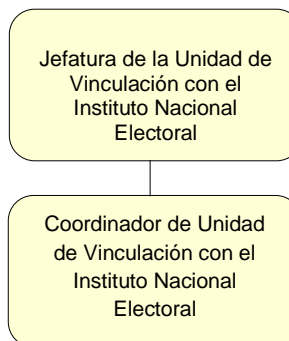 Jefatura de la Unidad de
Vinculación con el
Instituto Nacional
Electoral
Coordinador de Unidad
de Vinculación con el
Instituto Nacional
Electoral